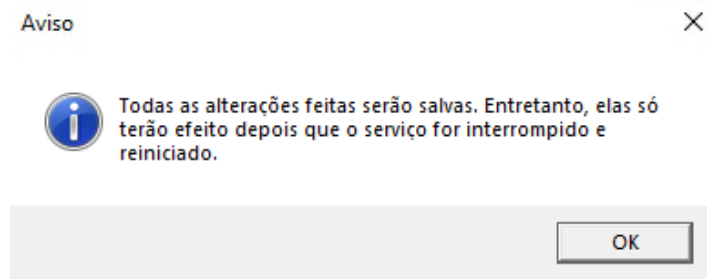 Aviso
Todas as alterações feitas serão salvas. Entretanto, elas só
terão efeito depois que o serviço for interrompido e
reiniciado.
OK